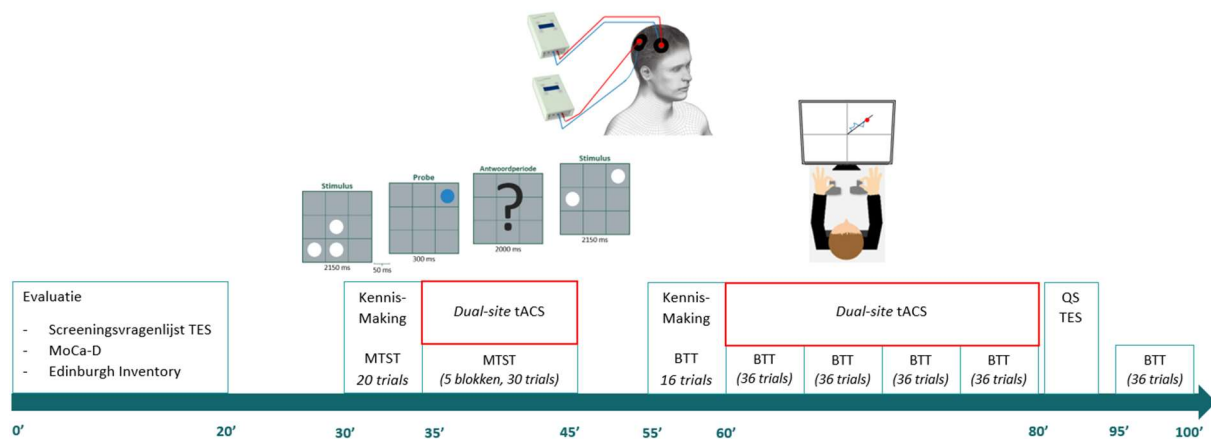 Stimulus
2150 ms
50 ms
Probe
300 ms
Antwoordperiode
?
2000 ms
Stimulus
2150 ms
Evaluatie
- Screeningsvragenlijst TES
- MoCa-D
- Edinburgh Inventory
Kennis-
Making
MTST
20 trials
Dual-site tACS
MTST
(5 blokken, 30 trials)
Kennis-
Making
BTT
16 trials
Dual-site tACS
BTT
(36 trials)
BTT
(36 trials)
BTT
(36 trials)
BTT
(36 trials)
QS
TES
BTT
(36 trials)
0’ 20’ 30’ 35’ 45’ 55’ 60’ 80’ 95’ 100’